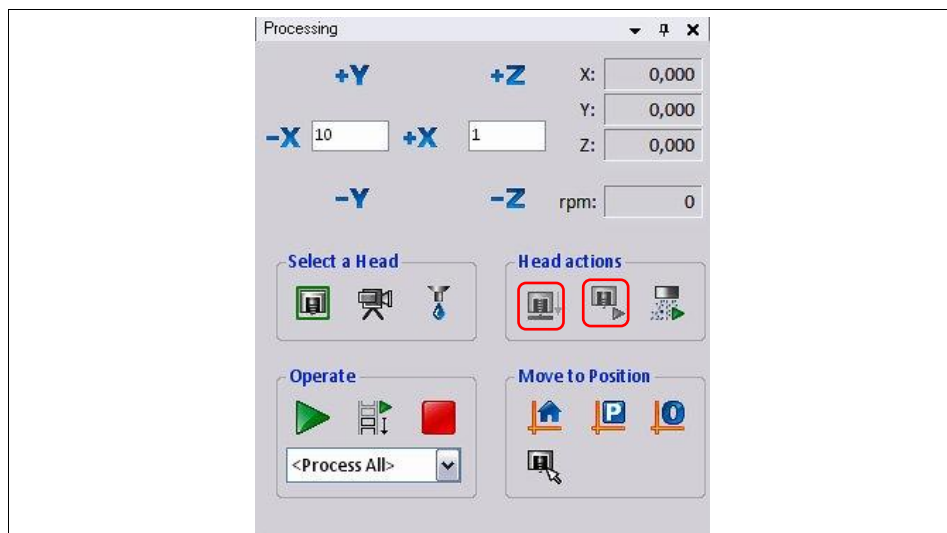 Processing
+Y +Z X: 0,000
Y: 0,000
-X 10 +X 1
Z: 0,000
-Y -Z rpm: 0
Select a Head Head actions
Operate Move to Position
P 0
<Process All>